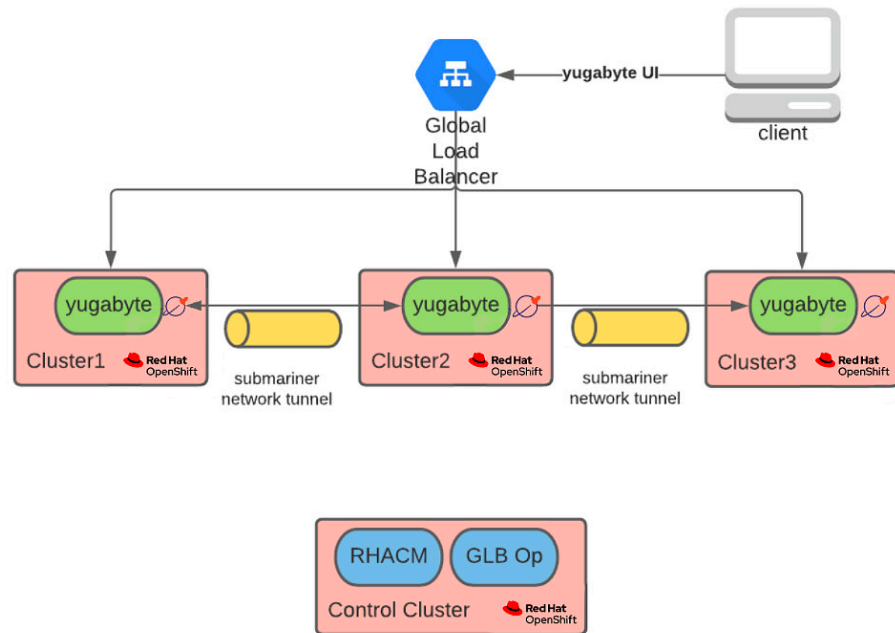 yugabyte UI
client
Global
Load
Balancer
yugabyte
yugabyte
yugabyte
Cluster1
Red Hat
OpenShift
Cluster2
Red Hat
OpenShift
Cluster3
Red Hat
OpenShift
submariner
network tunnel
submariner
network tunnel
RHACM
GLB Op
Control Cluster
Red Hat
OpenShift